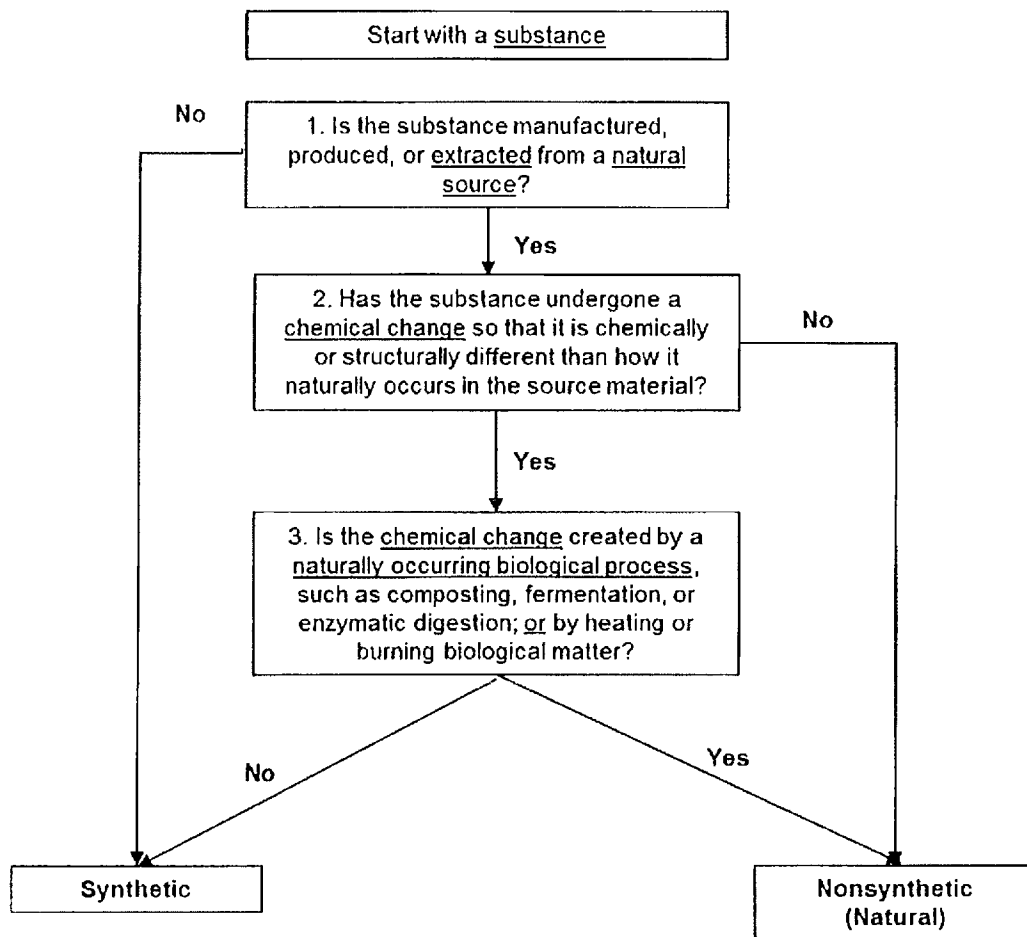 Start with a substance
No
1. Is the substance manufactured,
produced, or extracted from a natural
source?
Yes
2. Has the substance undergone a
chemical change so that it is chemically
or structurally different than how it
naturally occurs in the source material?
No
Yes
3. Is the chemical change created by a
naturally occurring biological process,
such as composting, fermentation, or
enzymatic digestion; or by heating or
burning biological matter?
No
Yes
Synthetic
Nonsynthetic
(Natural)